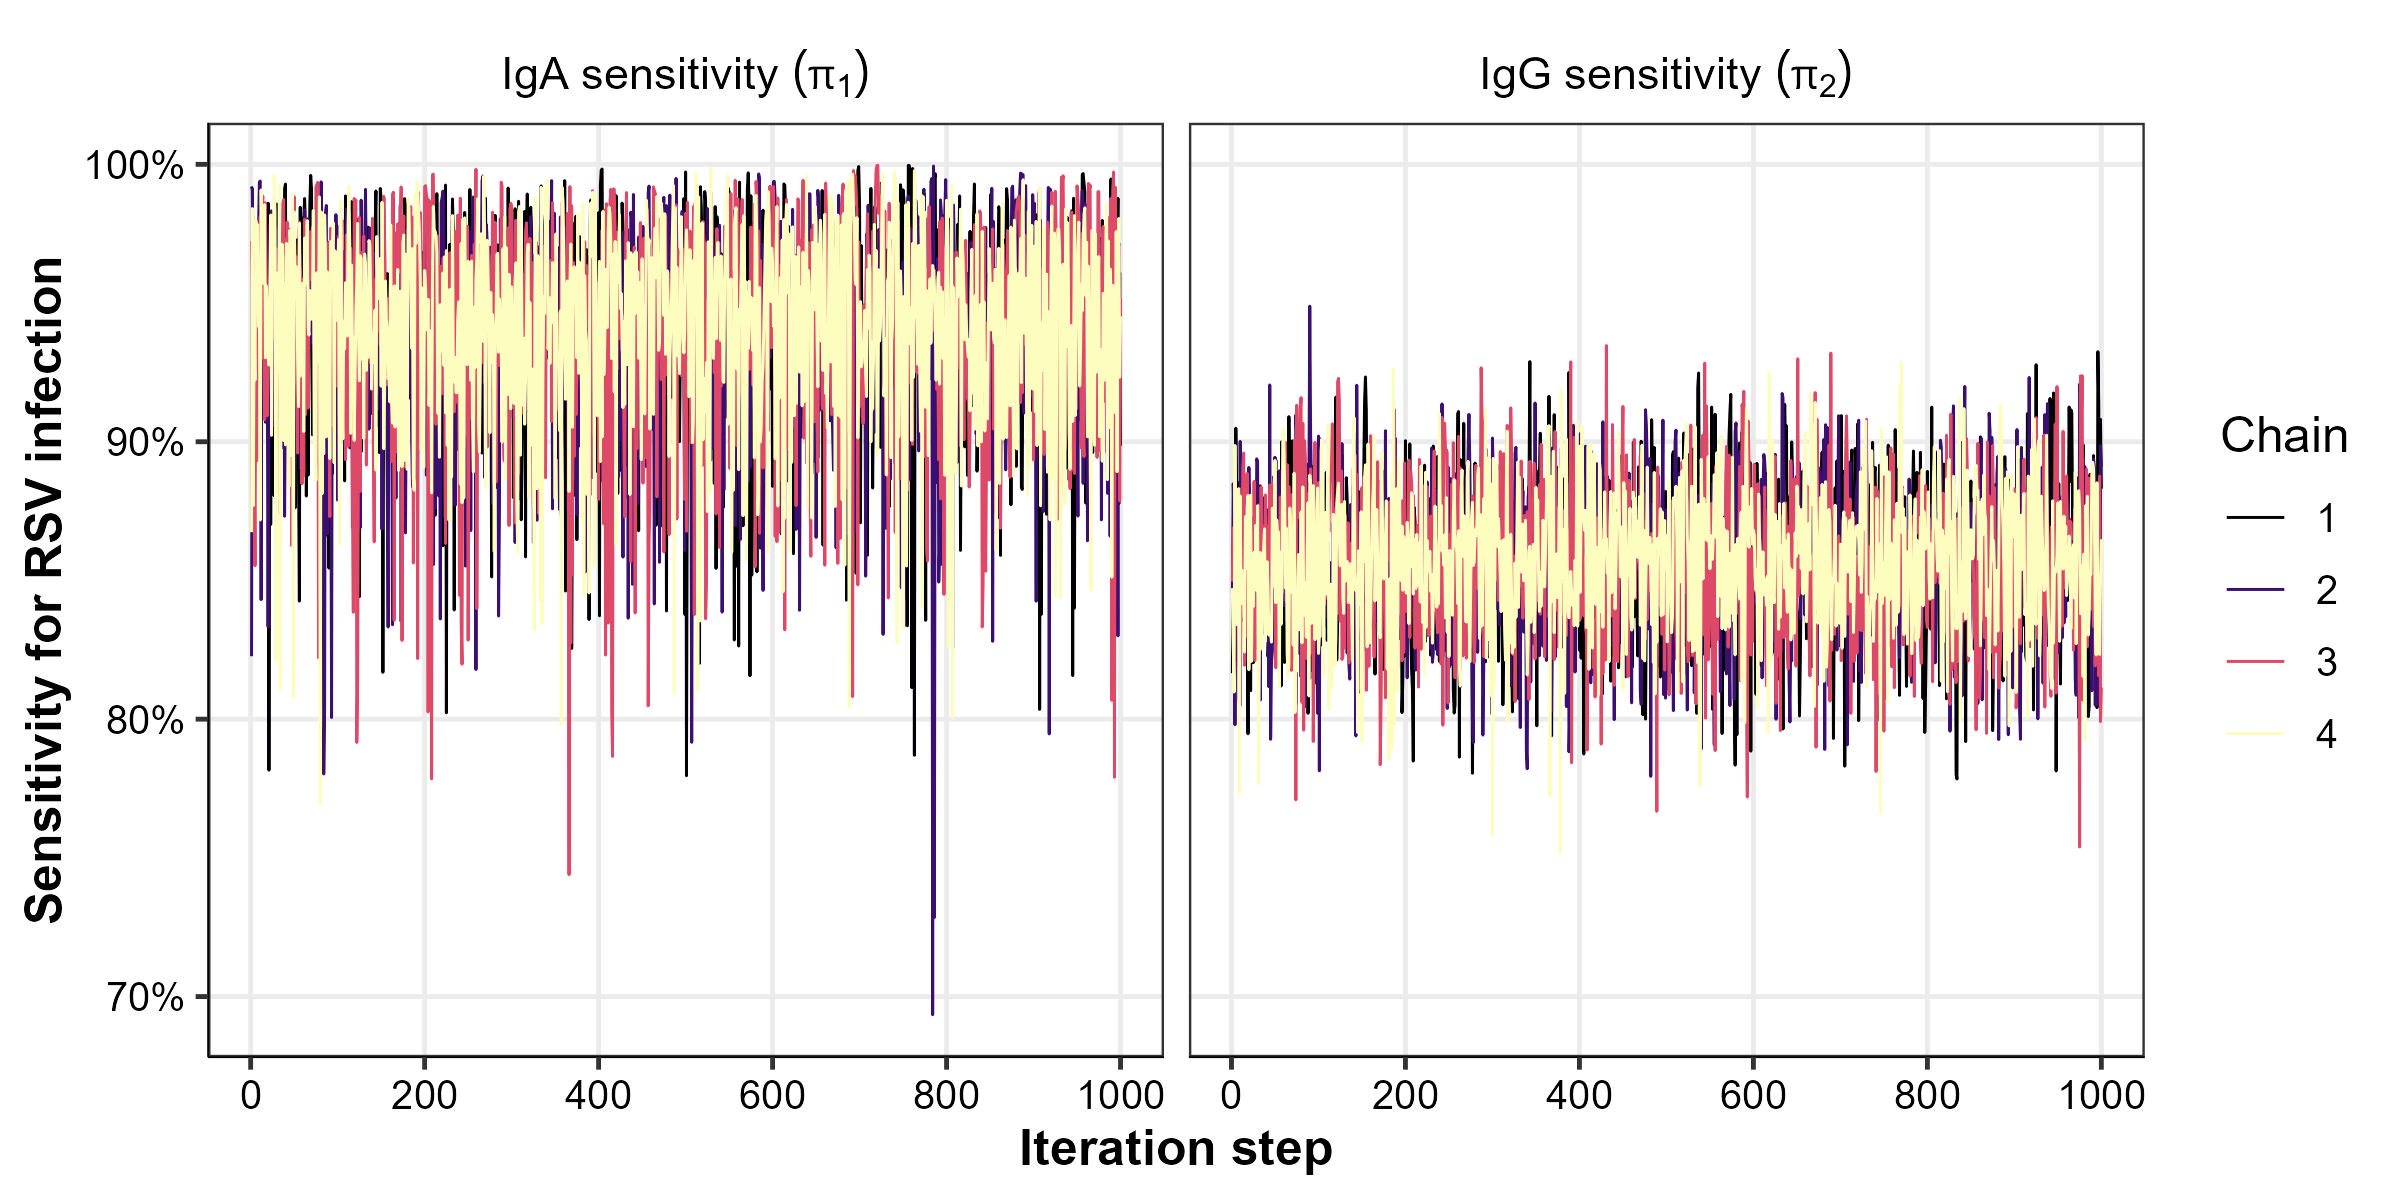 IgA sensitivity (π₁)
IgG sensitivity (π₂)
Sensitivity for RSV infection
100%
90%
80%
70%
0 200 400 600 800 1000
0 200 400 600 800 1000
Iteration step
Chain
1
2
3
4